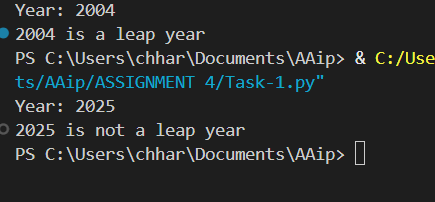 Year: 2004
2004 is a leap year
PS C:\Users\chhar\Documents\AAip> & C:/Use
ts/AAip/ASSIGNMENT 4/Task-1.py"
Year: 2025
2025 is not a leap year
PS C:\Users\chhar\Documents\AAip>